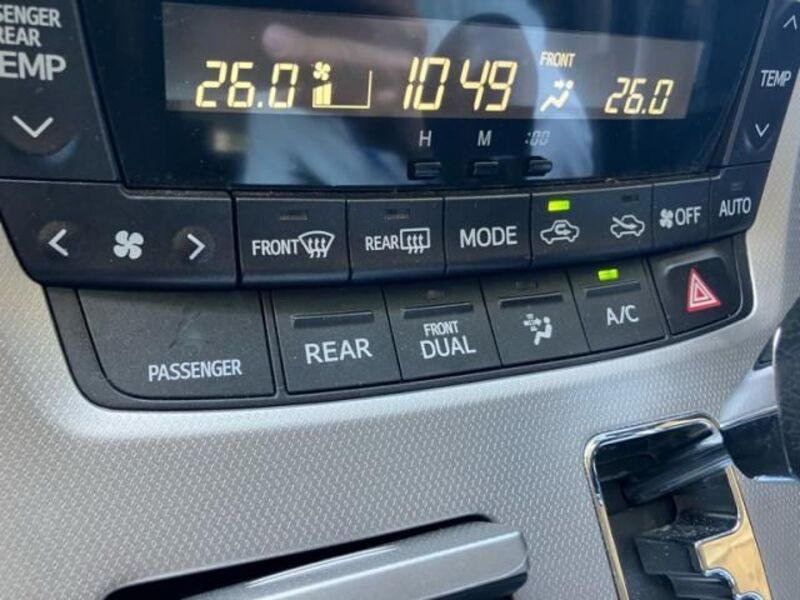 PASSENGER
REAR
TEMP
FRONT
26.0 10 49 26.0
TEMP
H M :00
FRONT REAR MODE OFF AUTO
PASSENGER REAR FRONT DUAL A/C